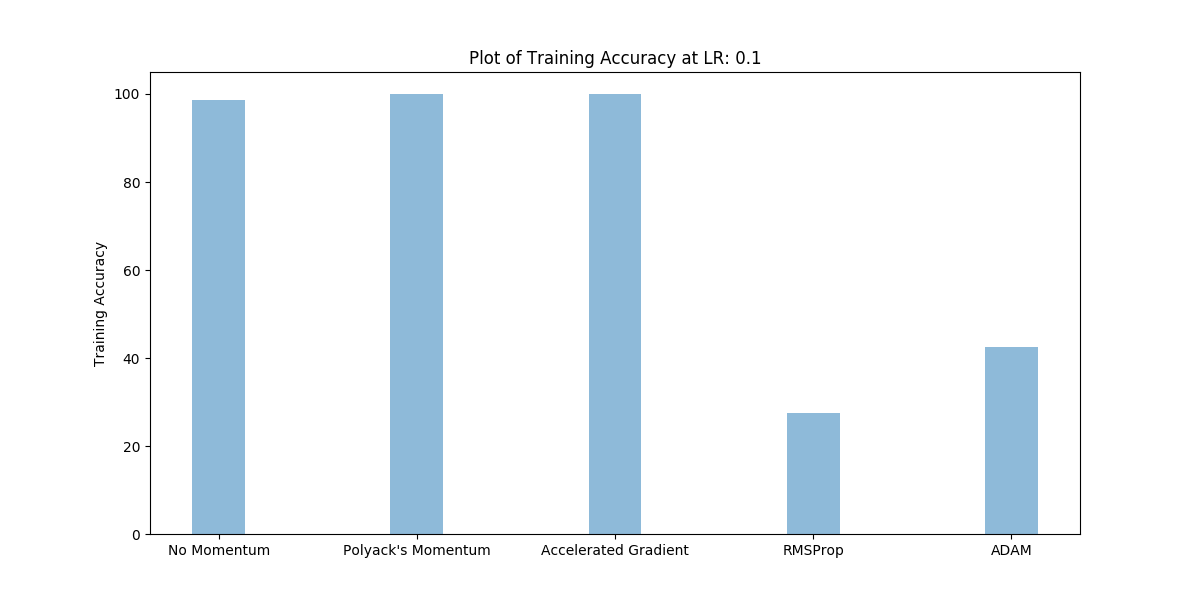 Plot of Training Accuracy at LR: 0.1
Training Accuracy
100
80
60
40
20
0
No Momentum Polyack's Momentum Accelerated Gradient RMSProp ADAM